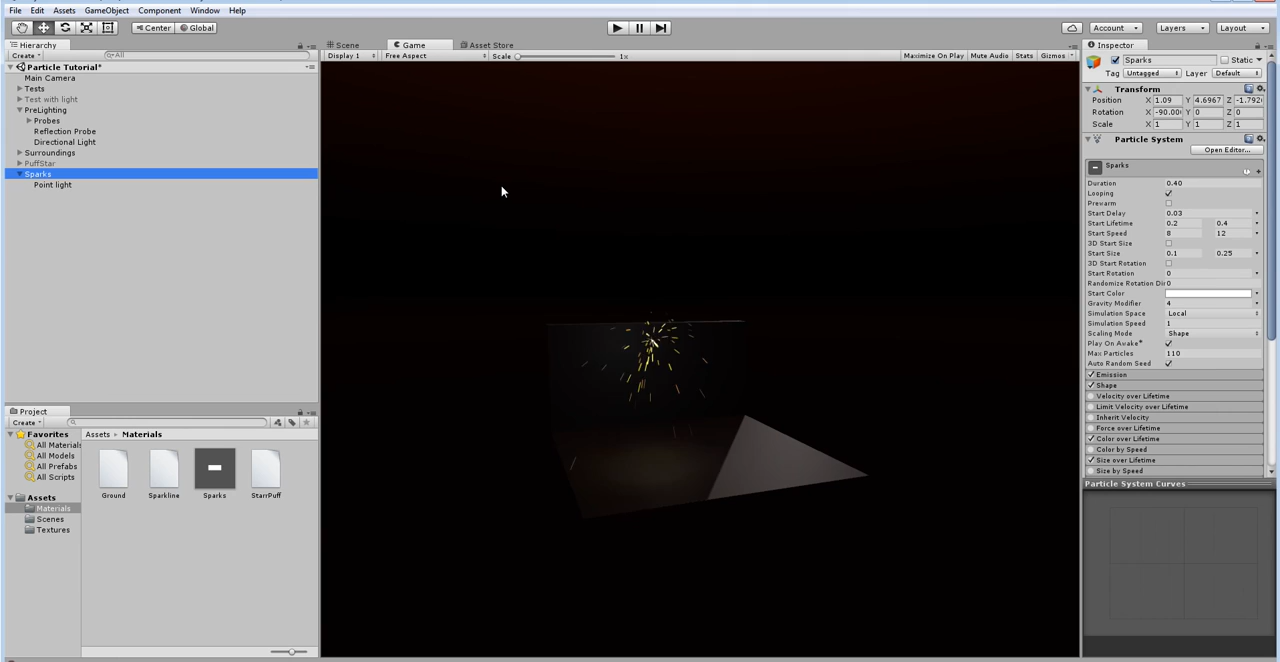 File Edit Assets GameObject Component Window Help
Center Global
Account Layers Layout
Hierarchy
Create All
Particle Tutorial*
Main Camera
Tests
Test with light
PreLighting
Probes
Reflection Probe
Directional Light
Surroundings
PuffStar
Sparks
Point light
Project
Create
Favorites
All Materials
All Models
All Prefabs
All Scripts
Assets
Materials
Scenes
Textures
Assets Materials
Ground Sparkline Sparks StarrPuff
Scene Game Asset Store
Display 1 Free Aspect Scale 1x Maximize On Play Mute Audio Stats Gizmos
Inspector
Sparks Static
Tag Untagged Layer Default
Transform
Position X 1.09 Y 4.6967 Z -1.792
Rotation X -90.00 Y 0 Z 0
Scale X 1 Y 1 Z 1
Particle System
Open Editor...
Sparks
Duration 0.40
Looping
Prewarm
Start Delay 0.03
Start Lifetime 0.2 0.4
Start Speed 8 12
3D Start Size
Start Size 0.1 0.25
3D Start Rotation
Start Rotation 0
Randomize Rotation Dir 0
Start Color
Gravity Modifier 4
Simulation Space Local
Simulation Speed 1
Scaling Mode Shape
Play On Awake*
Max Particles 110
Auto Random Seed
Emission
Shape
Velocity over Lifetime
Limit Velocity over Lifetime
Inherit Velocity
Force over Lifetime
Color over Lifetime
Color by Speed
Size over Lifetime
Size by Speed
Particle System Curves